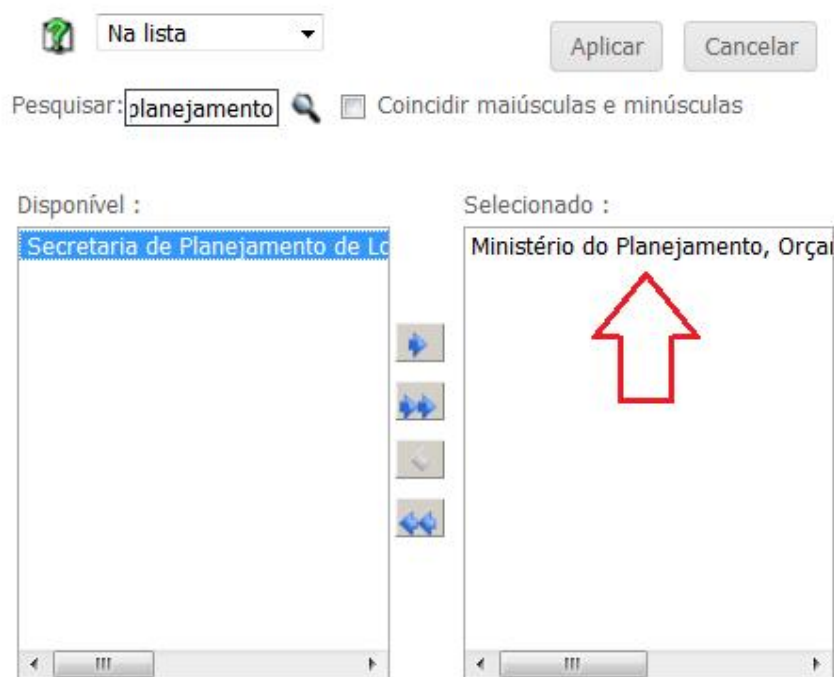 Na lista
Aplicar
Cancelar
Pesquisar: planejamento
Coincidir maiúsculas e minúsculas
Disponível :
Selecionado :
Secretaria de Planejamento de Lo
Ministério do Planejamento, Orçar